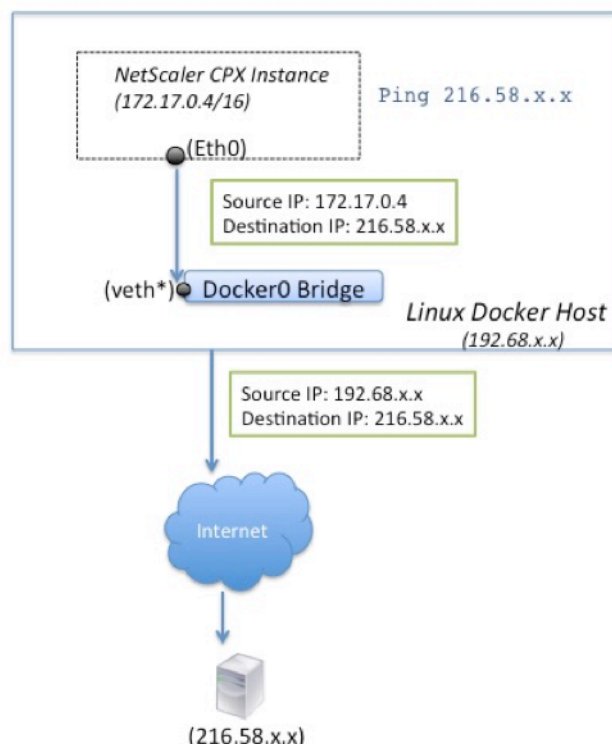 NetScaler CPX Instance
(172.17.0.4/16)
Ping 216.58.x.x
(Eth0)
Source IP: 172.17.0.4
Destination IP: 216.58.x.x
(veth*)
Docker0 Bridge
Linux Docker Host
(192.68.x.x)
Source IP: 192.68.x.x
Destination IP: 216.58.x.x
Internet
(216.58.x.x)